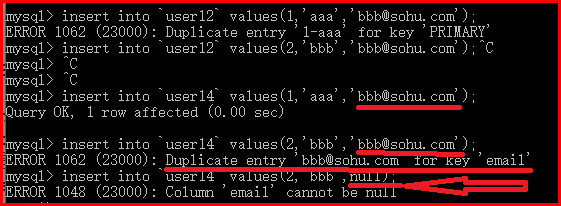 mysql> insert into `user12` values(1,'aaa','bbb@sohu.com');
ERROR 1062 (23000): Duplicate entry '1-aaa' for key 'PRIMARY'
mysql> insert into `user12` values(2,'bbb','bbb@sohu.com');^C
mysql> ^C
mysql> ^C
mysql> insert into `user14` values(1,'aaa','bbb@sohu.com');
Query OK, 1 row affected (0.00 sec)
mysql> insert into `user14` values(2,'bbb','bbb@sohu.com');
ERROR 1062 (23000): Duplicate entry 'bbb@sohu.com' for key 'email'
mysql> insert into `user14` values(2,'bbb',null);
ERROR 1048 (23000): Column 'email' cannot be null